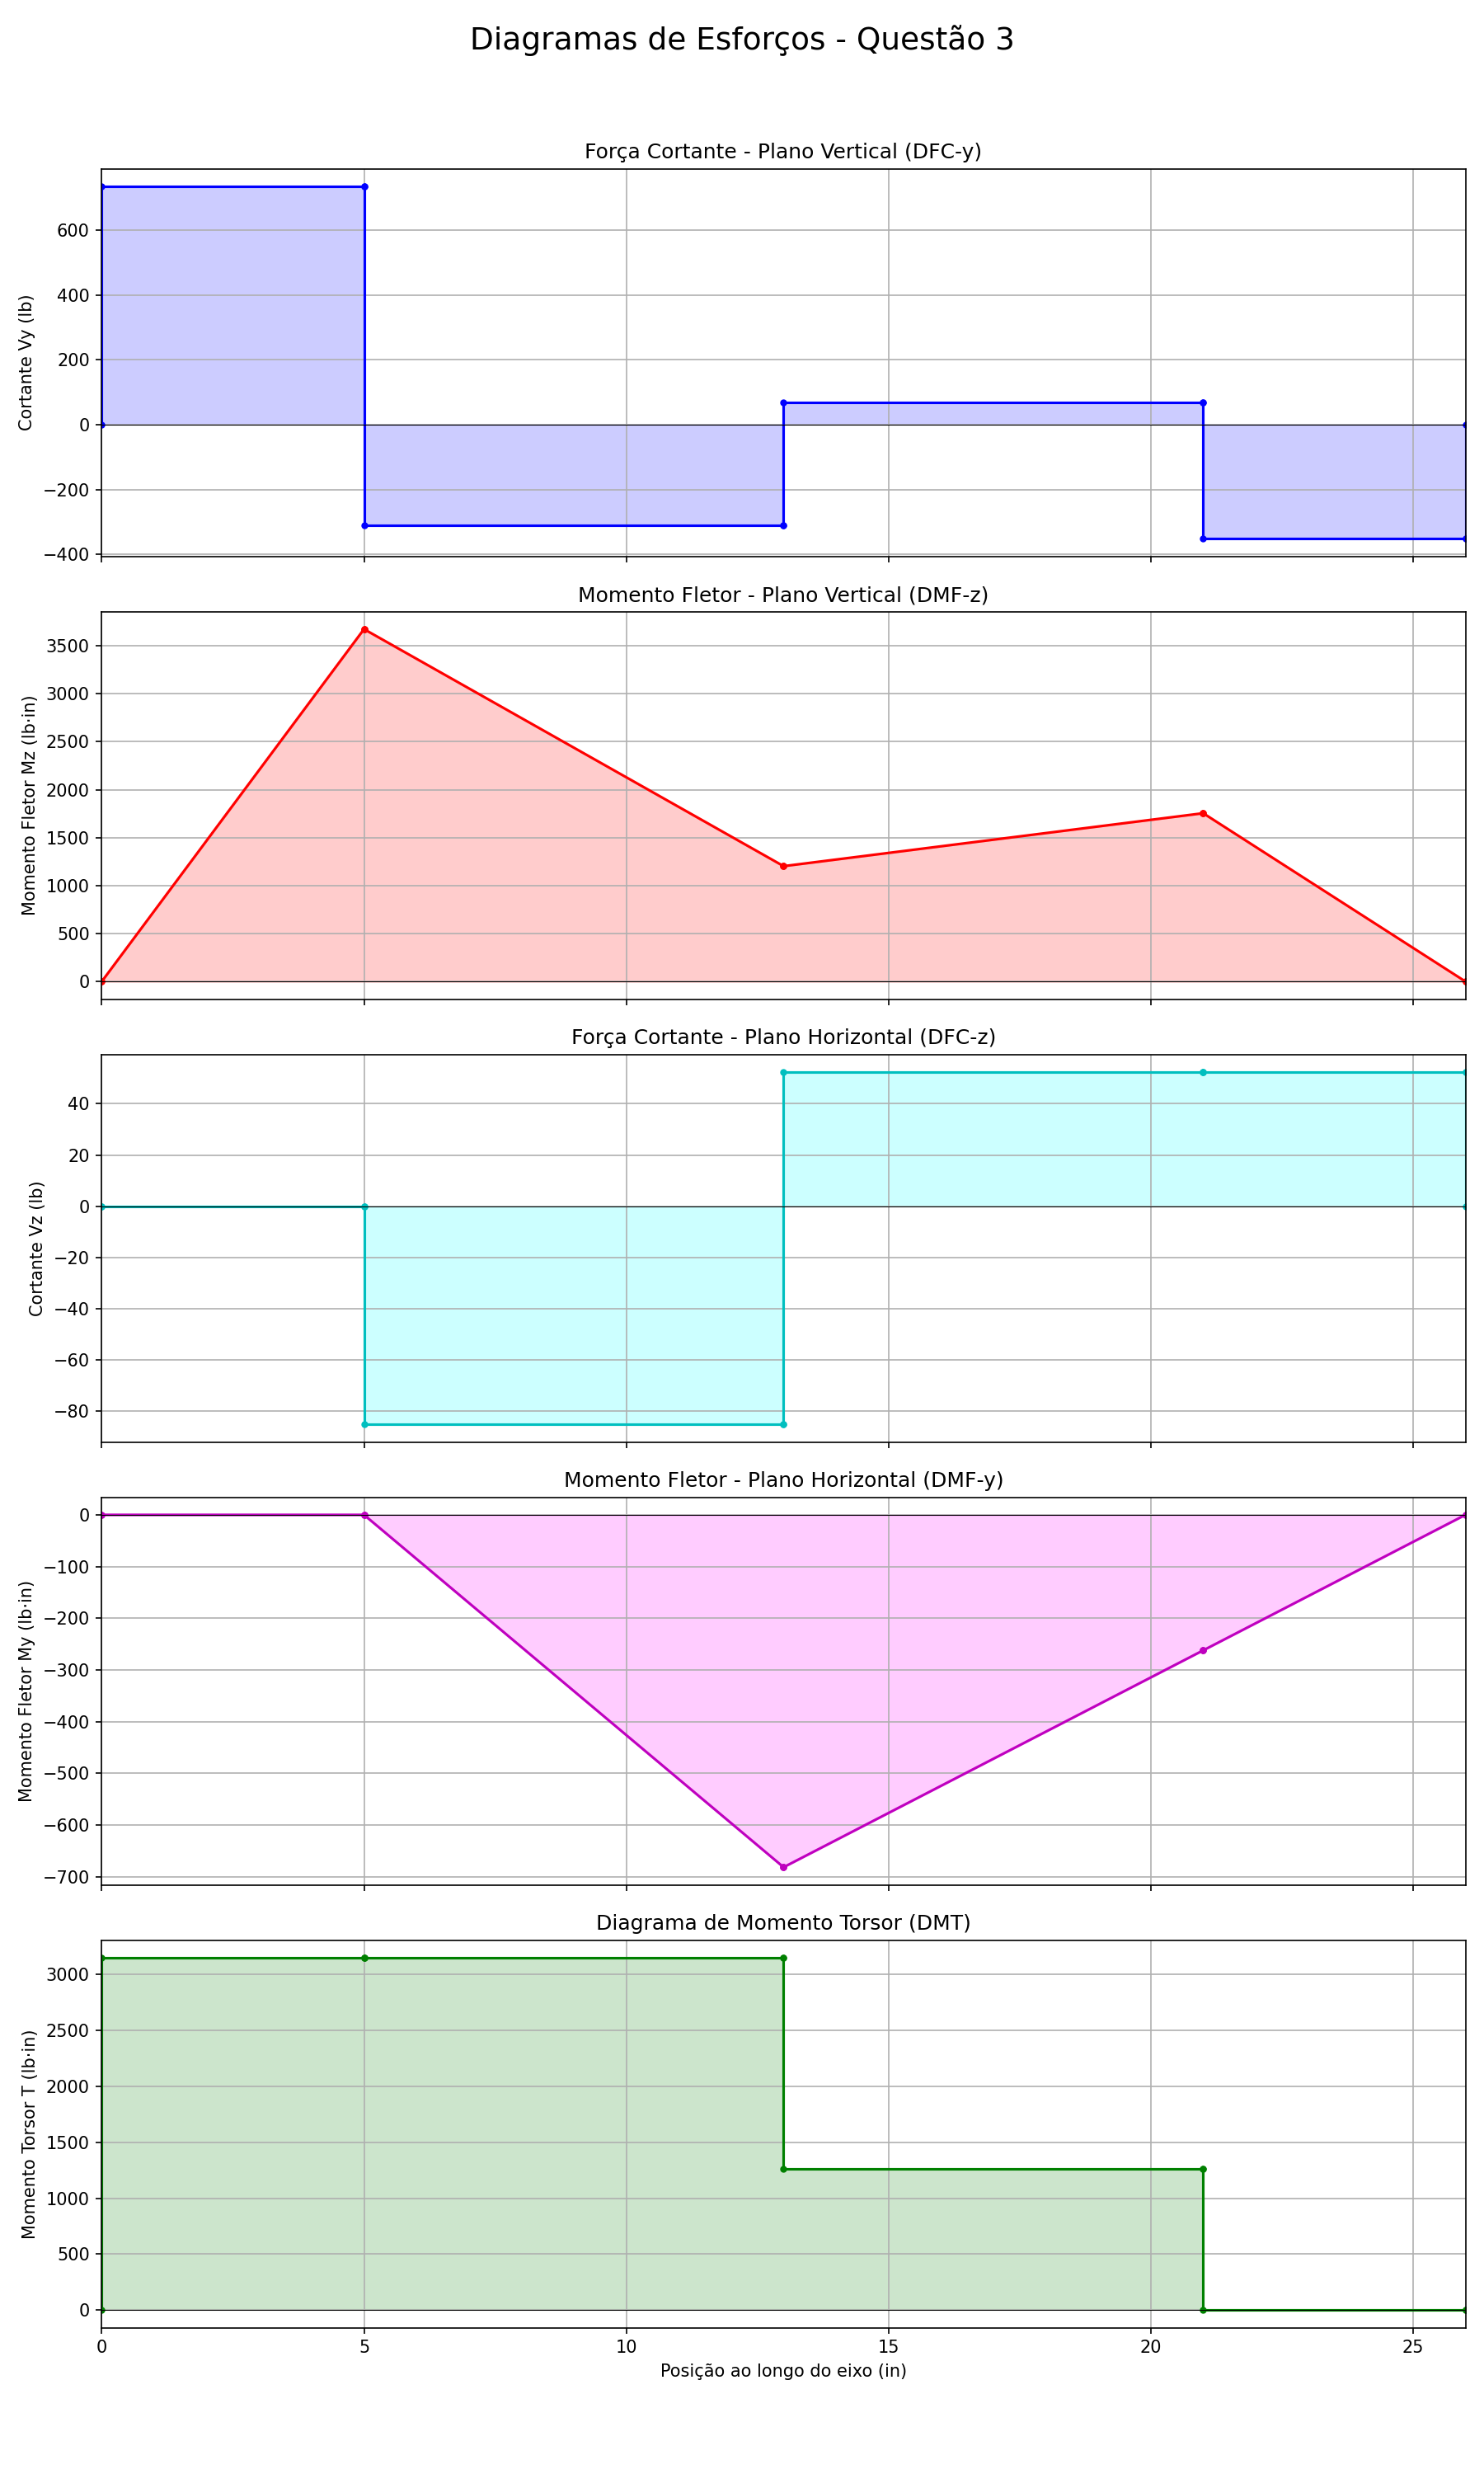 Diagramas de Esforços - Questão 3
Força Cortante - Plano Vertical (DFC-y)
Cortante Vy (lb)
600
400
200
0
−200
−400
Momento Fletor - Plano Vertical (DMF-z)
Momento Fletor Mz (lb·in)
3500
3000
2500
2000
1500
1000
500
0
Força Cortante - Plano Horizontal (DFC-z)
Cortante Vz (lb)
40
20
0
−20
−40
−60
−80
Momento Fletor - Plano Horizontal (DMF-y)
Momento Fletor My (lb·in)
0
−100
−200
−300
−400
−500
−600
−700
Diagrama de Momento Torsor (DMT)
Momento Torsor T (lb·in)
3000
2500
2000
1500
1000
500
0
0 5 10 15 20 25
Posição ao longo do eixo (in)